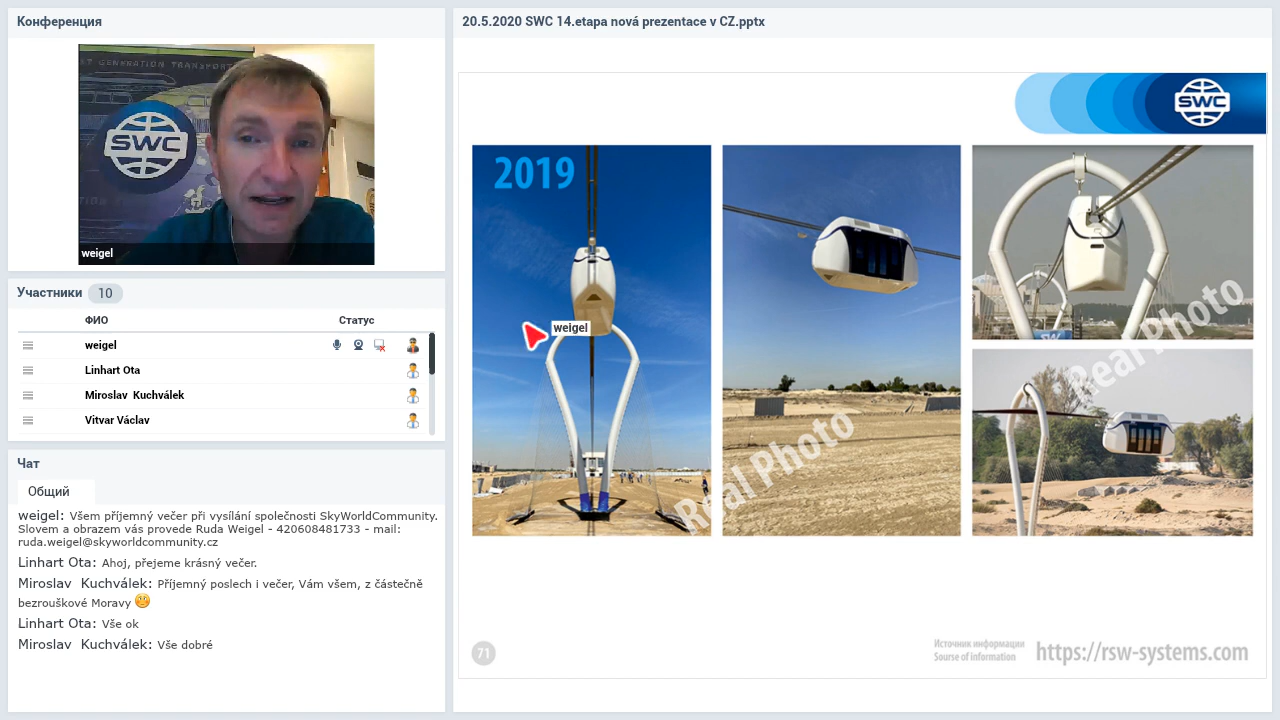 Конференция
XT GENERATION TRANSPORT
SWC
weigel
Участники 10
ФИО Статус
weigel
Linhart Ota
Miroslav Kuchválek
Vitvar Václav
Чат
Общий
weigel: Všem příjemný večer při vysílání společnosti SkyWorldCommunity.
Slovem a obrazem vás provede Ruda Weigel - 420608481733 - mail:
ruda.weigel@skyworldcommunity.cz
Linhart Ota: Ahoj, přejeme krásný večer.
Miroslav Kuchválek: Příjemný poslech i večer, Vám všem, z částečně
bezrouškové Moravy
Linhart Ota: Vše ok
Miroslav Kuchválek: Vše dobré
20.5.2020 SWC 14.etapa nová prezentace v CZ.pptx
SWC
2019
weigel
Real Photo
Real Photo
Real Photo
71
Источник информации
Sourse of information
https://rsw-systems.com